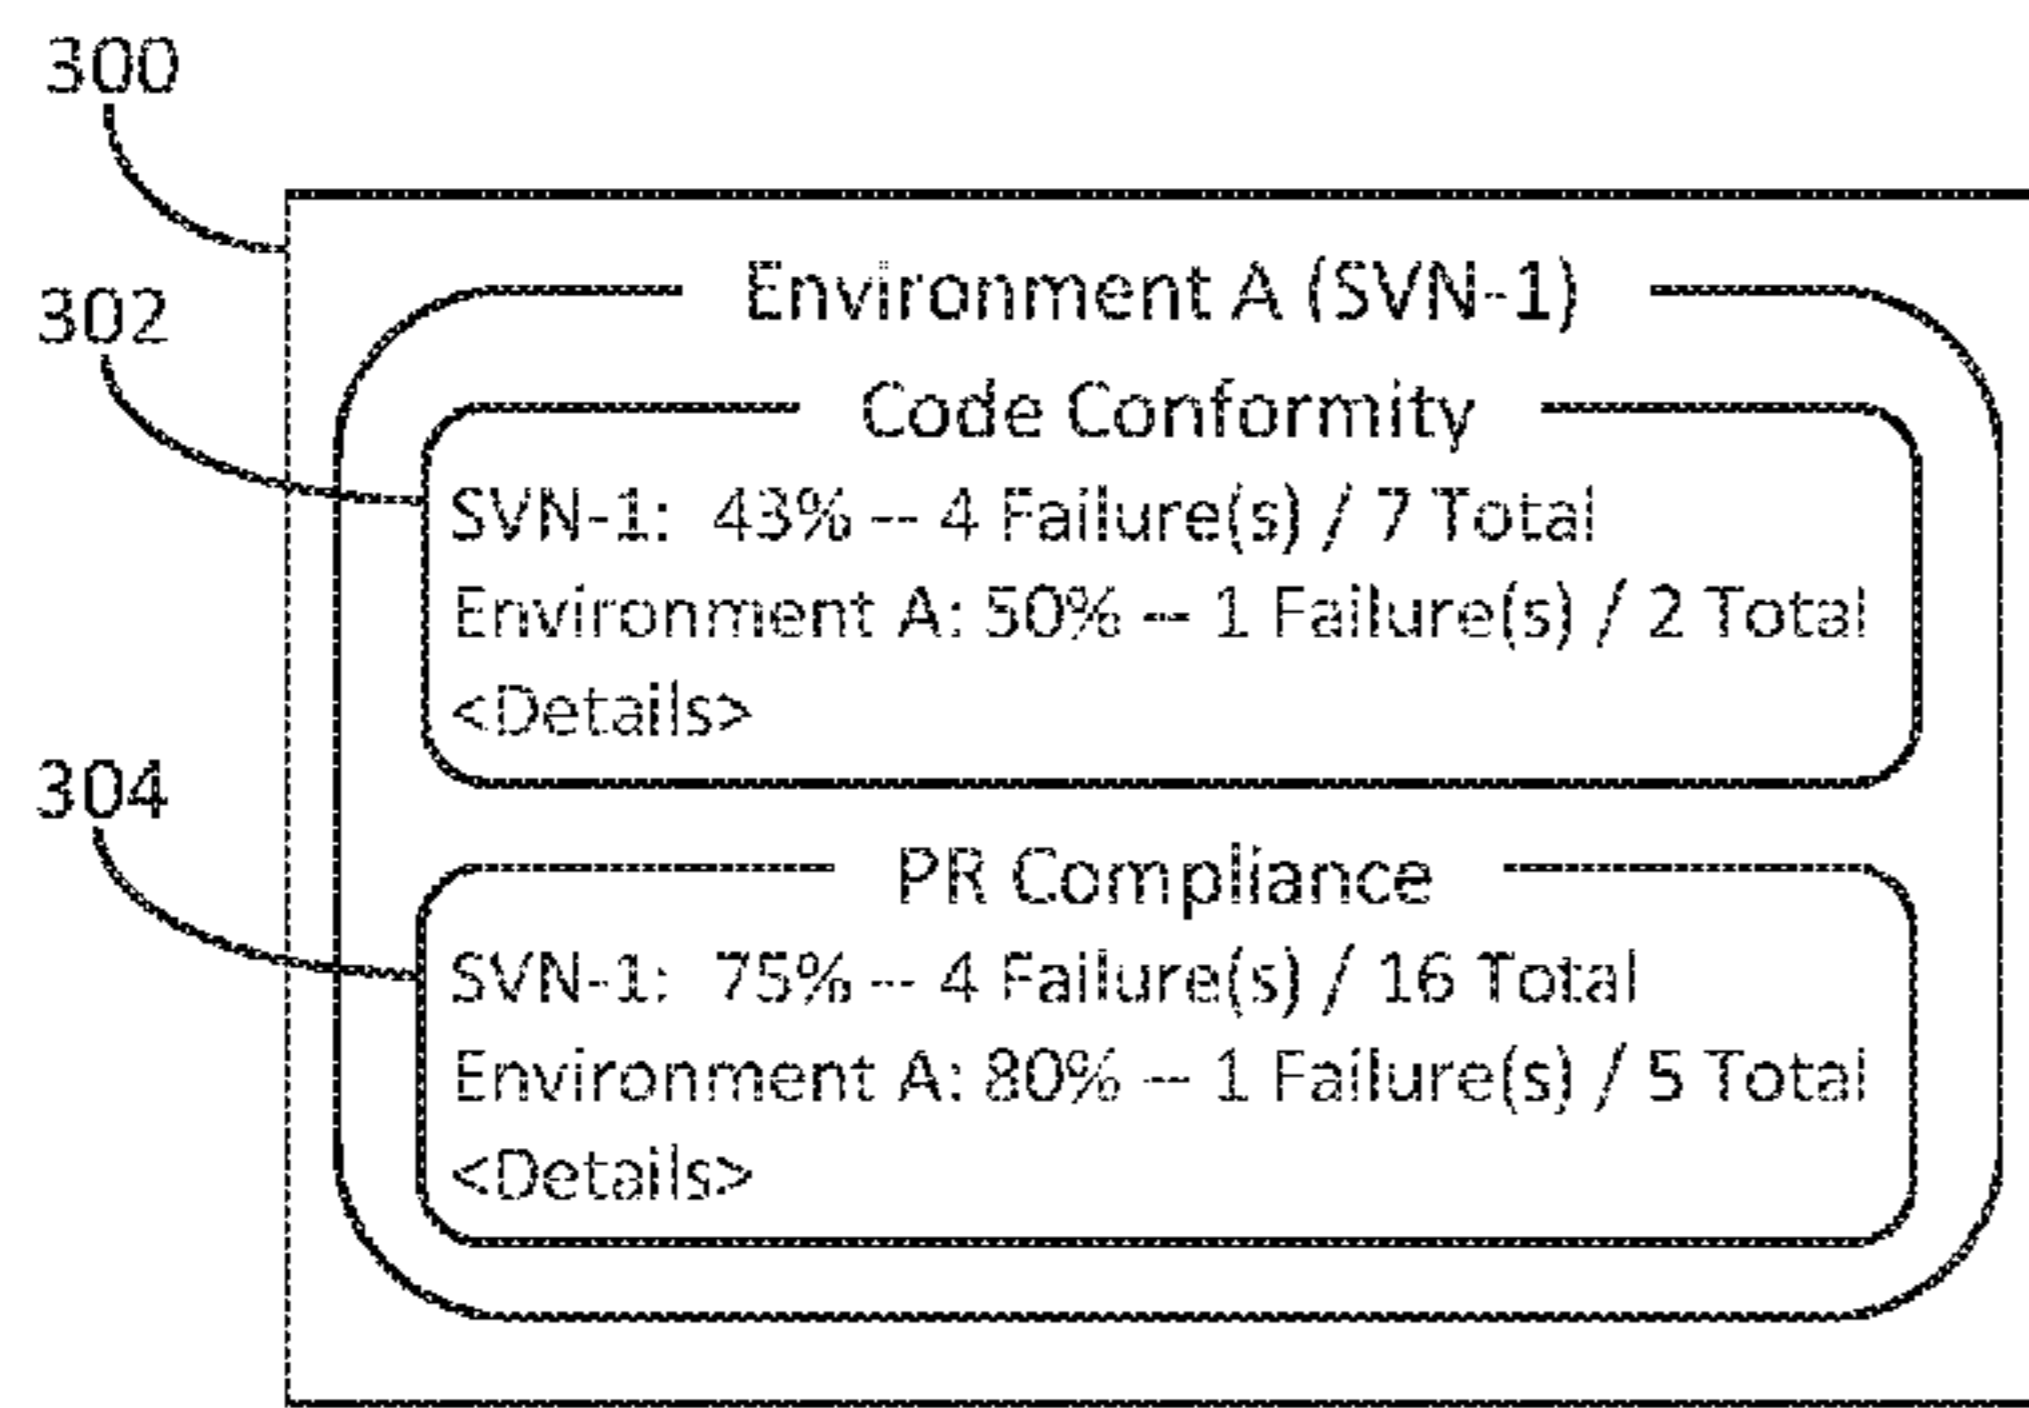 300
Environment A (SVN-1)
302
Code Conformity
SVN-1: 43% -- 4 Failure(s) / 7 Total
Environment A: 50% -- 1 Failure(s) / 2 Total
<Details>
304
PR Compliance
SVN-1: 75% -- 4 Failure(s) / 16 Total
Environment A: 80% -- 1 Failure(s) / 5 Total
<Details>